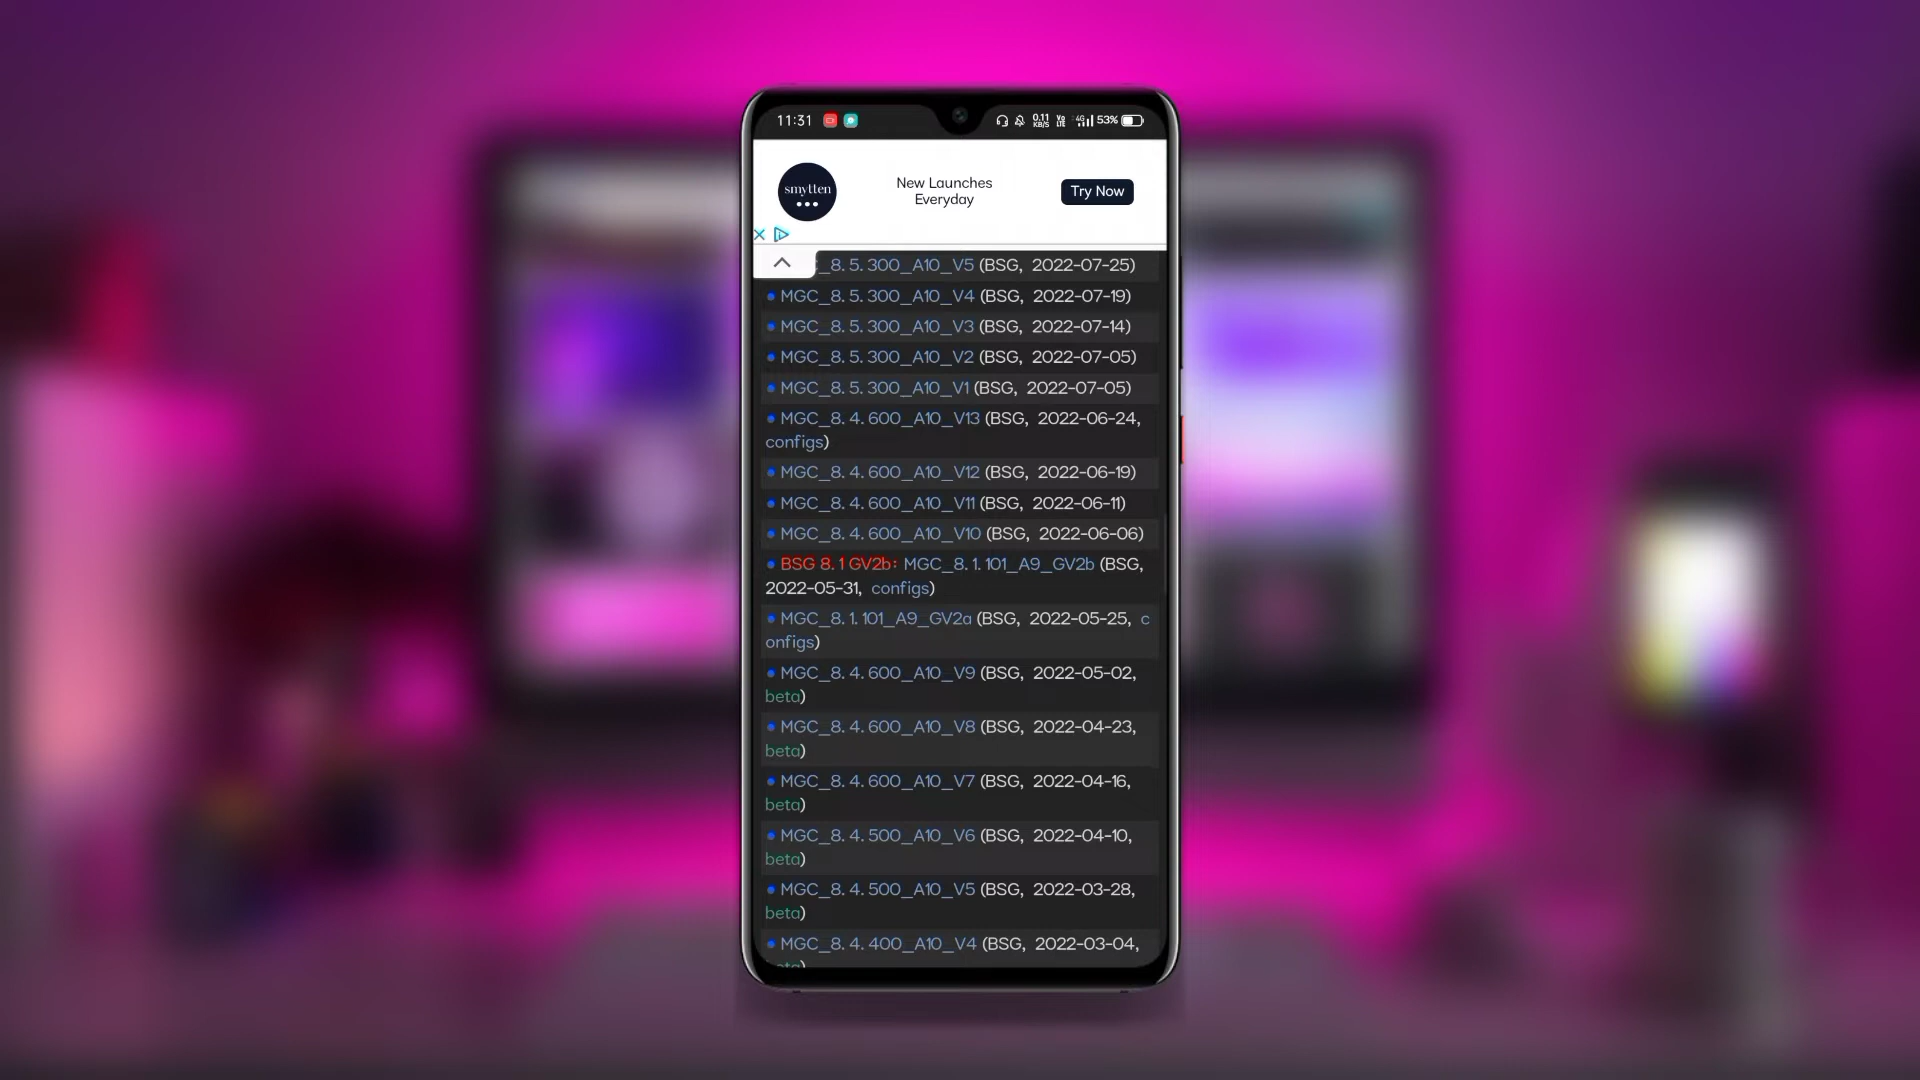 11:31
0.11 KB/S Vo LTE 4G 53%
smytten
New Launches
Everyday
Try Now
_8.5.300_A10_V5 (BSG, 2022-07-25)
MGC_8.5.300_A10_V4 (BSG, 2022-07-19)
MGC_8.5.300_A10_V3 (BSG, 2022-07-14)
MGC_8.5.300_A10_V2 (BSG, 2022-07-05)
MGC_8.5.300_A10_V1 (BSG, 2022-07-05)
MGC_8.4.600_A10_V13 (BSG, 2022-06-24,
configs)
MGC_8.4.600_A10_V12 (BSG, 2022-06-19)
MGC_8.4.600_A10_V11 (BSG, 2022-06-11)
MGC_8.4.600_A10_V10 (BSG, 2022-06-06)
BSG 8.1 GV2b: MGC_8.1.101_A9_GV2b (BSG,
2022-05-31, configs)
MGC_8.1.101_A9_GV2a (BSG, 2022-05-25, c
onfigs)
MGC_8.4.600_A10_V9 (BSG, 2022-05-02,
beta)
MGC_8.4.600_A10_V8 (BSG, 2022-04-23,
beta)
MGC_8.4.600_A10_V7 (BSG, 2022-04-16,
beta)
MGC_8.4.500_A10_V6 (BSG, 2022-04-10,
beta)
MGC_8.4.500_A10_V5 (BSG, 2022-03-28,
beta)
MGC_8.4.400_A10_V4 (BSG, 2022-03-04,